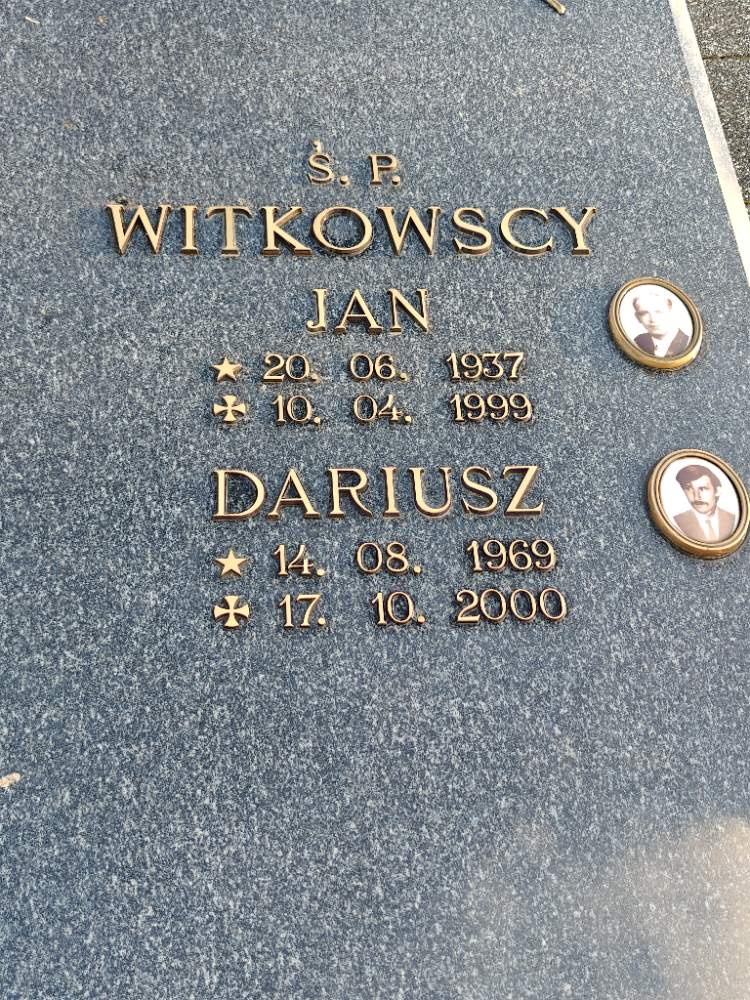 Ś. P.
WITKOWSCY
JAN
20. 06. 1937
10. 04. 1999
DARIUSZ
14. 08. 1969
17. 10. 2000